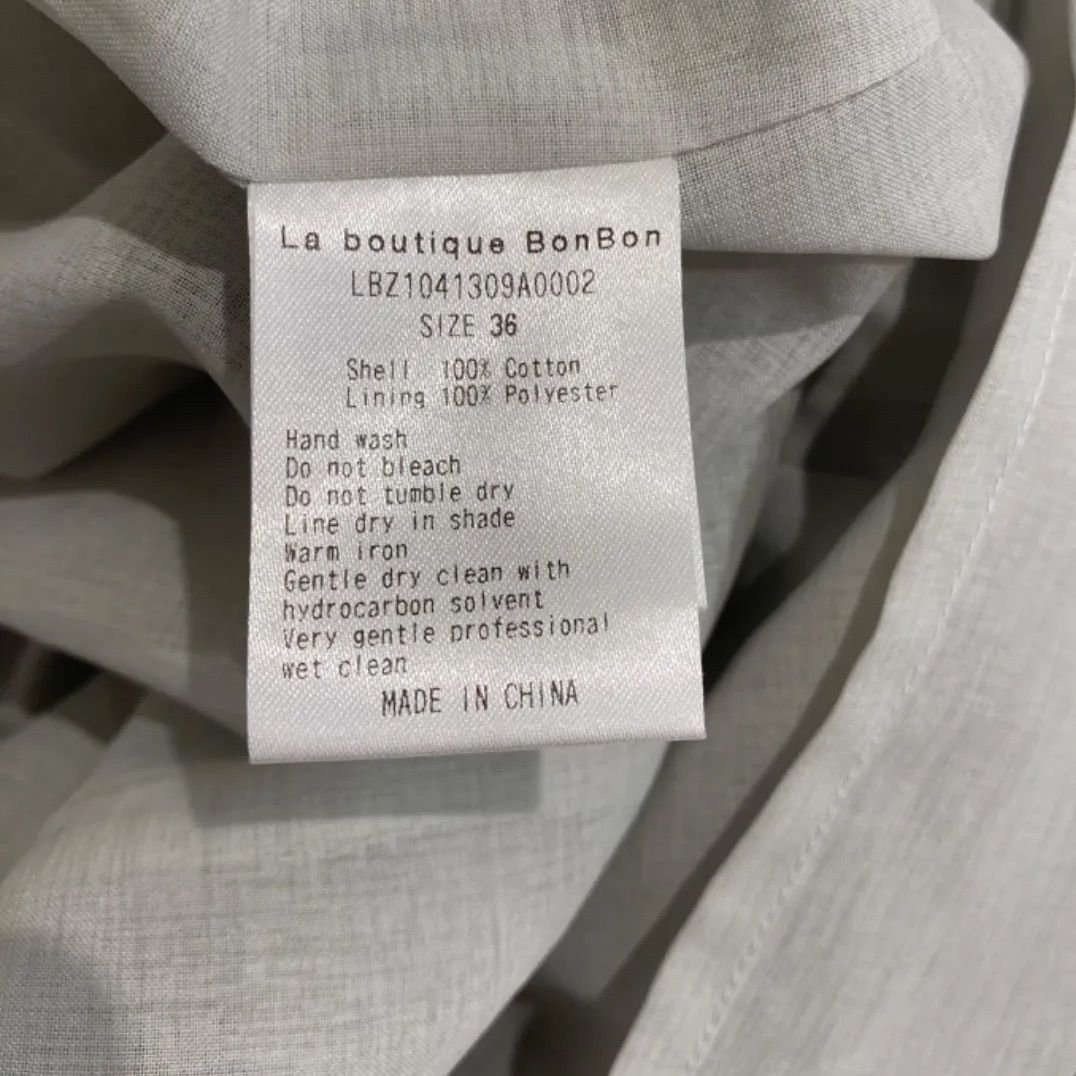 La boutique BonBon
LBZ1041309A0002
SIZE 36
Shell 100% Cotton
Lining 100% Polyester
Hand wash
Do not bleach
Do not tumble dry
Line dry in shade
Warm iron
Gentle dry clean with
hydrocarbon solvent
Very gentle professional
wet clean
MADE IN CHINA